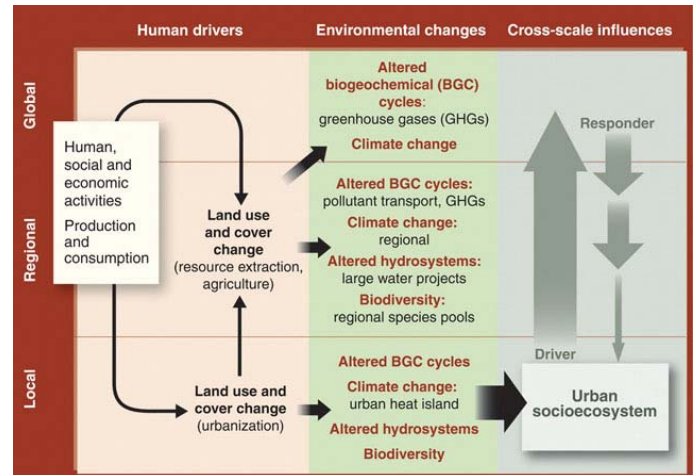 Human drivers
Environmental changes
Cross-scale influences
Global
Regional
Local
Human,
social and
economic
activities
Production and
consumption
Land use
and cover
change
(resource extraction,
agriculture)
Land use and
cover change
(urbanization)
Altered
biogeochemical (BGC)
cycles:
greenhouse gases (GHGs)
Climate change
Altered BGC cycles:
pollutant transport, GHGs
Climate change:
regional
Altered hydrosystems:
large water projects
Biodiversity:
regional species pools
Altered BGC cycles
Climate change:
urban heat island
Altered hydrosystems
Biodiversity
Responder
Driver
Urban
socioecosystem